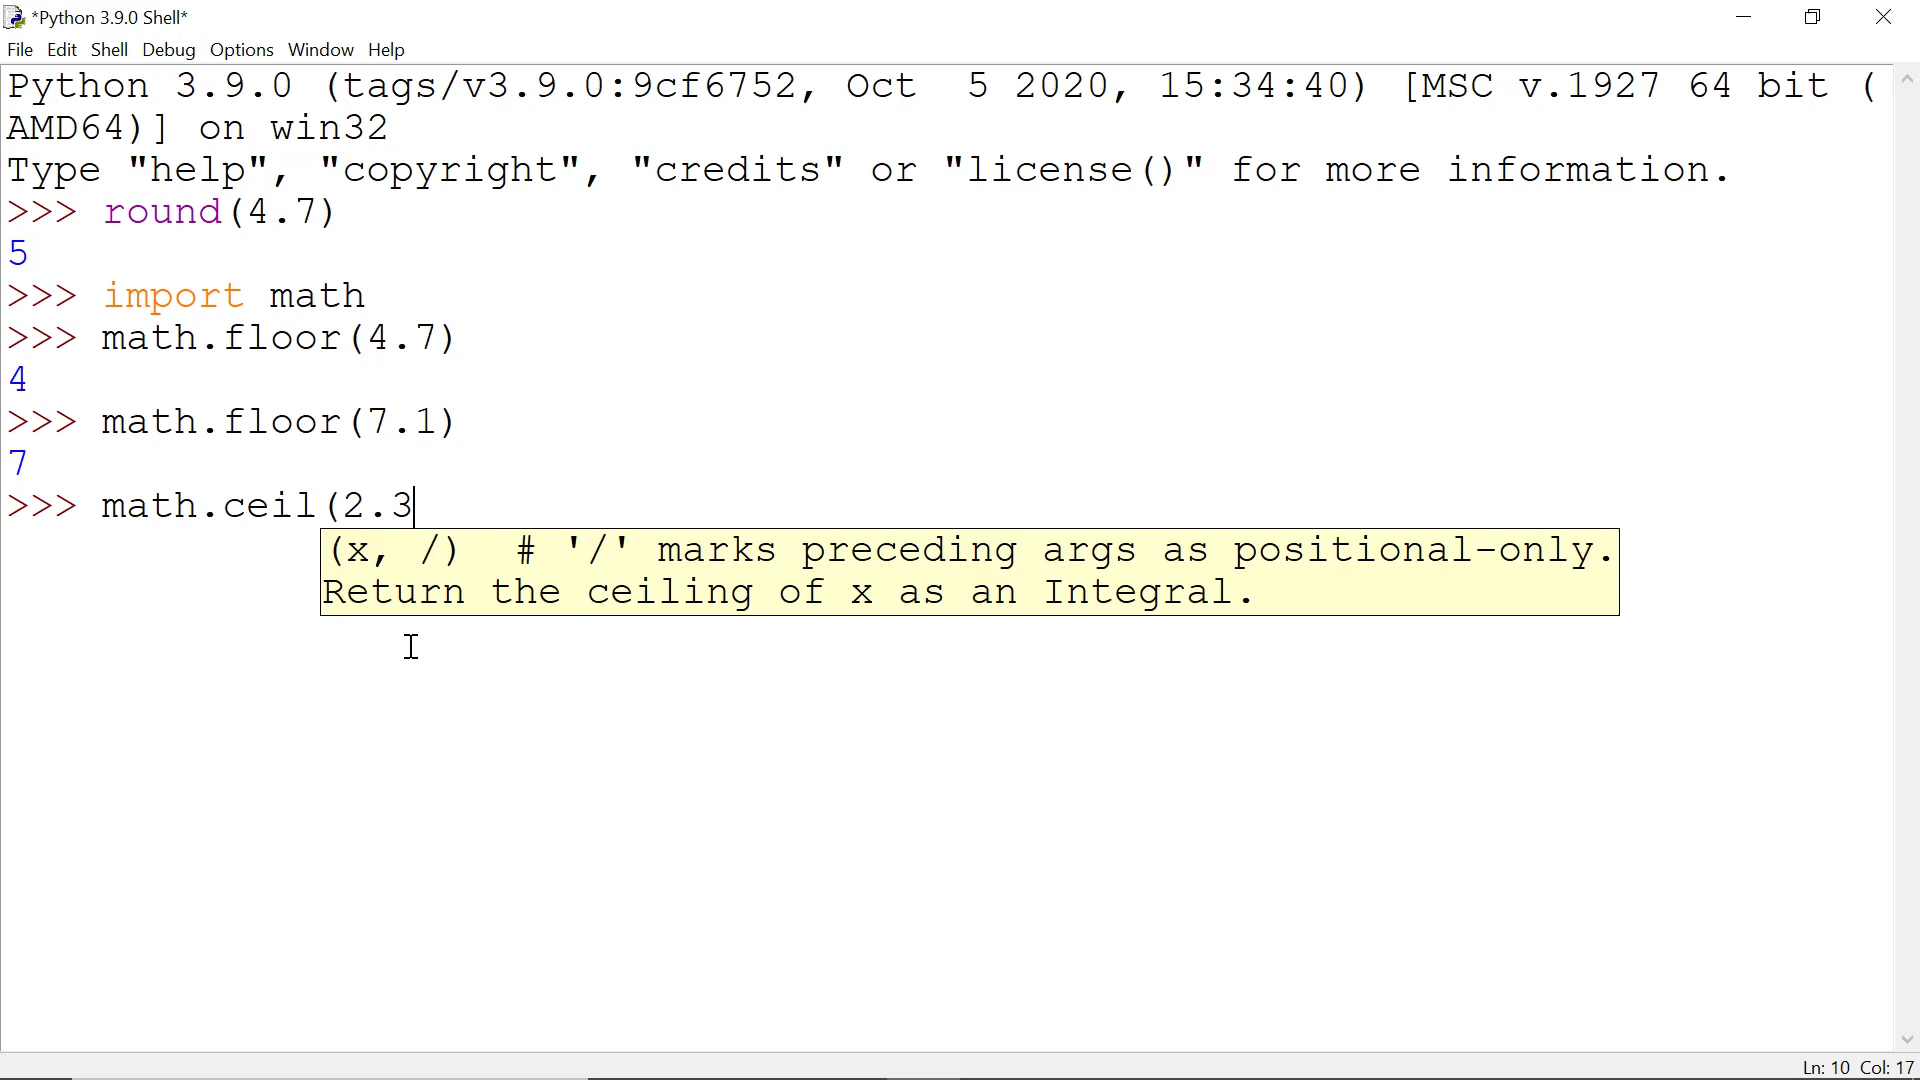 *Python 3.9.0 Shell*
File Edit Shell Debug Options Window Help
Python 3.9.0 (tags/v3.9.0:9cf6752, Oct  5 2020, 15:34:40) [MSC v.1927 64 bit (
AMD64)] on win32
Type "help", "copyright", "credits" or "license()" for more information.
>>> round(4.7)
5
>>> import math
>>> math.floor(4.7)
4
>>> math.floor(7.1)
7
>>> math.ceil(2.3
(x, /)  # '/' marks preceding args as positional-only.
Return the ceiling of x as an Integral.
Ln: 10 Col: 17